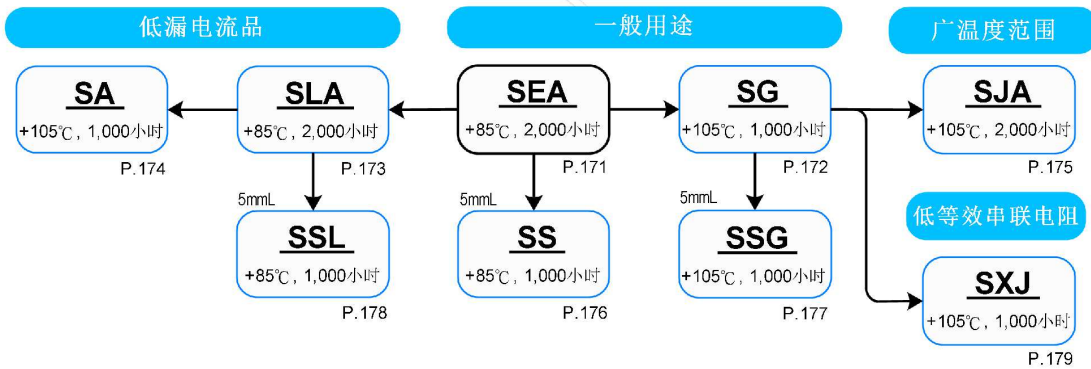 低漏电流品
一般用途
广温度范围
SA
+105℃, 1,000小时
P.174
SLA
+85℃, 2,000小时
P.173
SEA
+85℃, 2,000小时
P.171
SG
+105℃, 1,000小时
P.172
SJA
+105℃, 2,000小时
P.175
5mmL
SSL
+85℃, 1,000小时
P.178
5mmL
SS
+85℃, 1,000小时
P.176
5mmL
SSG
+105℃, 1,000小时
P.177
低等效串联电阻
SXJ
+105℃, 1,000小时
P.179